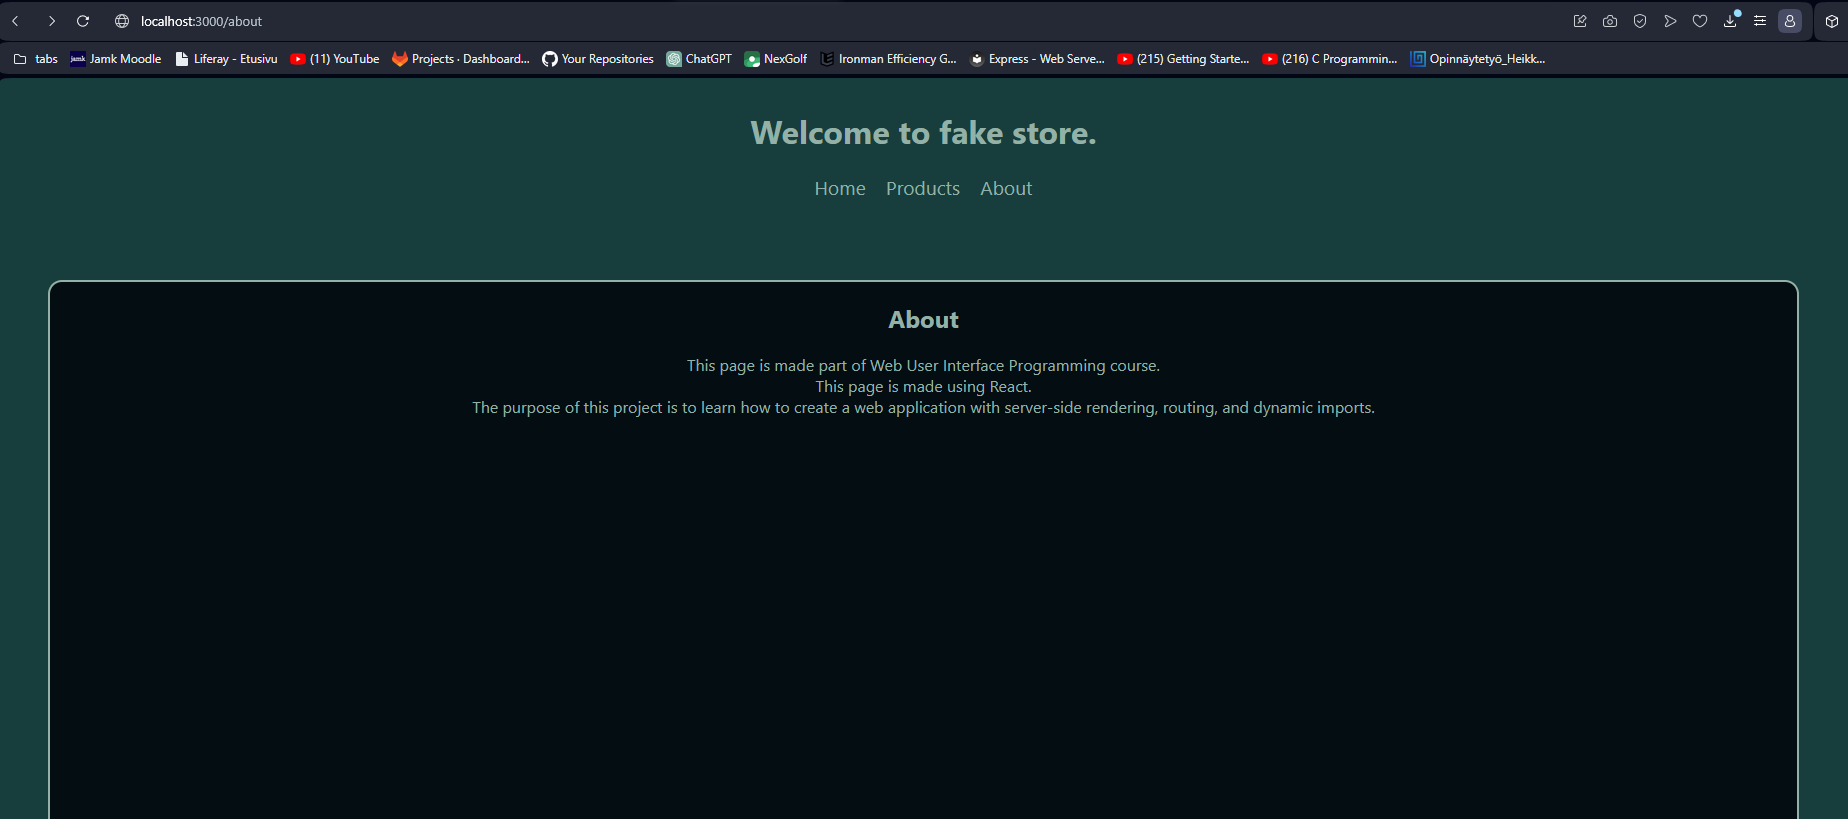 localhost:3000/about
tabs jamk Jamk Moodle Liferay - Etusivu (11) YouTube Projects · Dashboard... Your Repositories ChatGPT NexGolf Ironman Efficiency G... Express - Web Serve... (215) Getting Starte... (216) C Programmin... Opinnäytetyö_Heikk...
Welcome to fake store.
Home Products About
About
This page is made part of Web User Interface Programming course.
This page is made using React.
The purpose of this project is to learn how to create a web application with server-side rendering, routing, and dynamic imports.